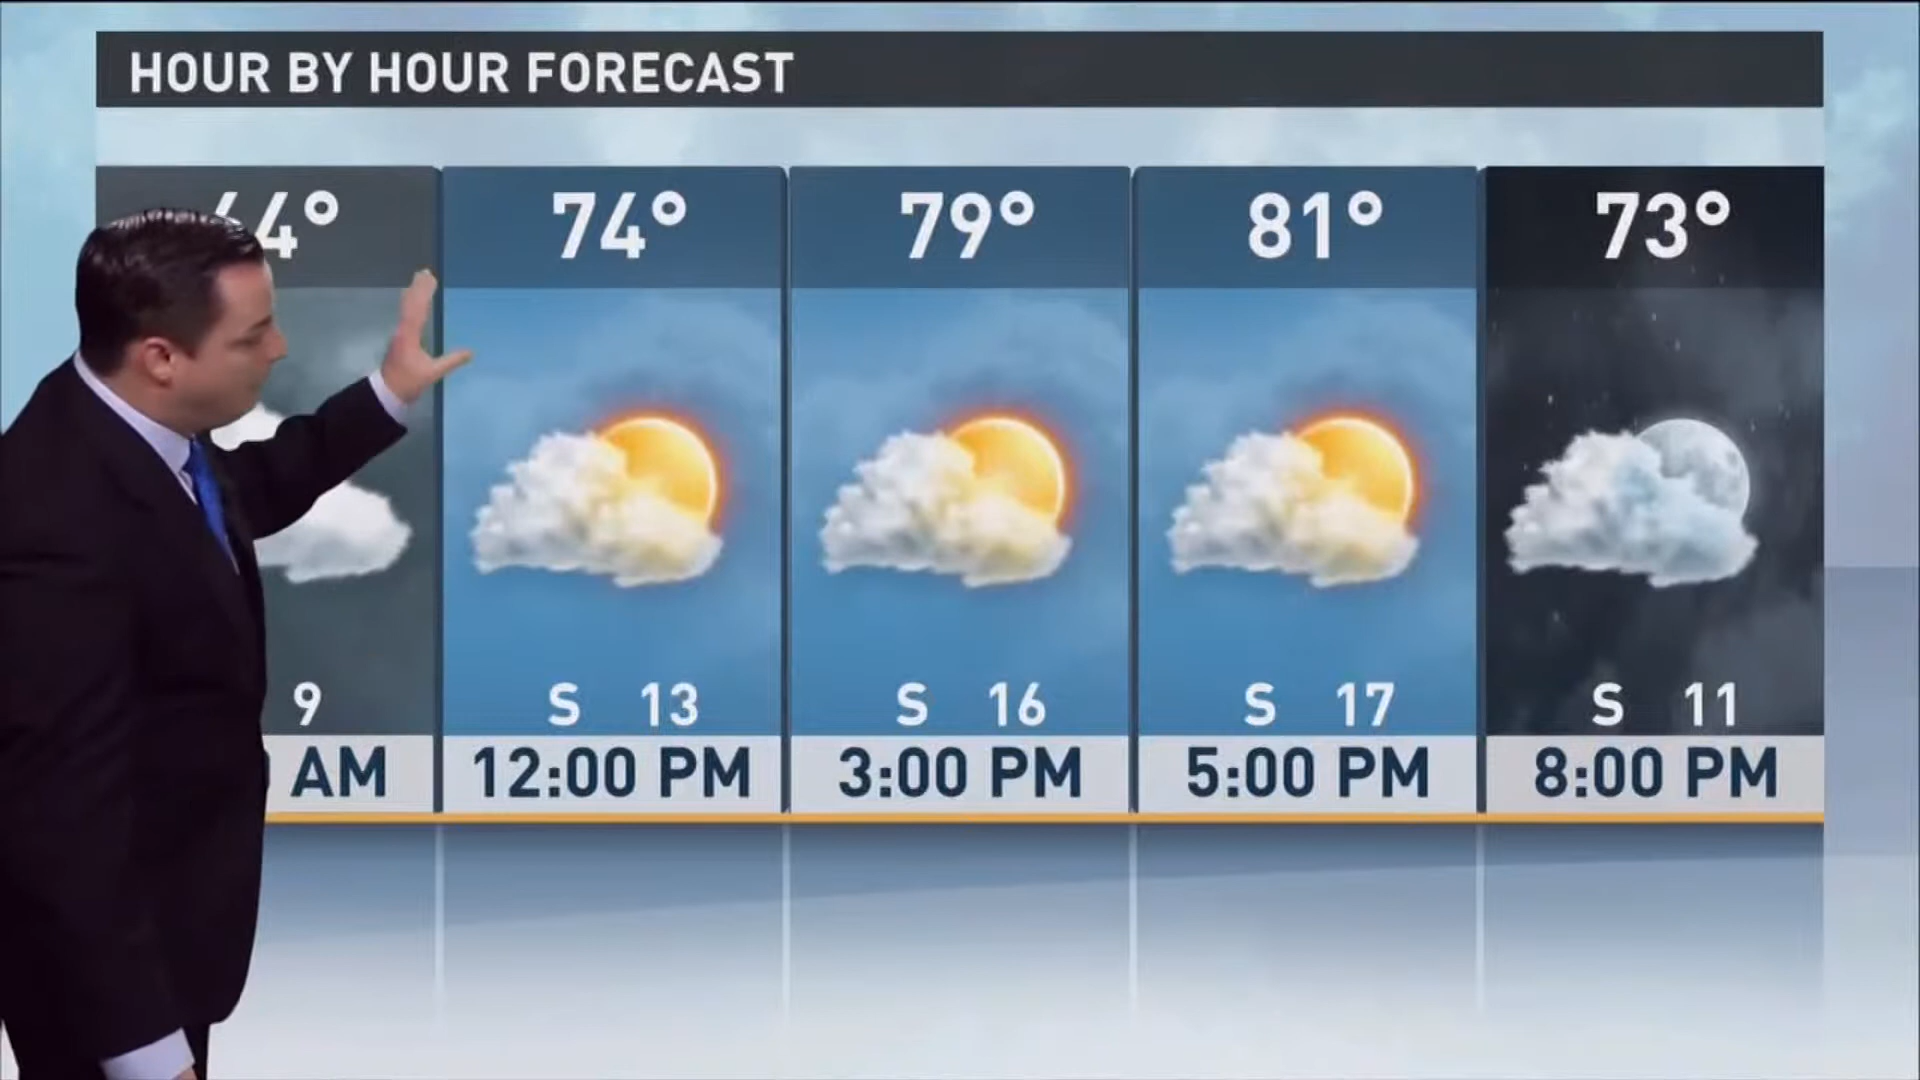 HOUR BY HOUR FORECAST
64° 74° 79° 81° 73°
9 S 13 S 16 S 17 S 11
AM 12:00 PM 3:00 PM 5:00 PM 8:00 PM